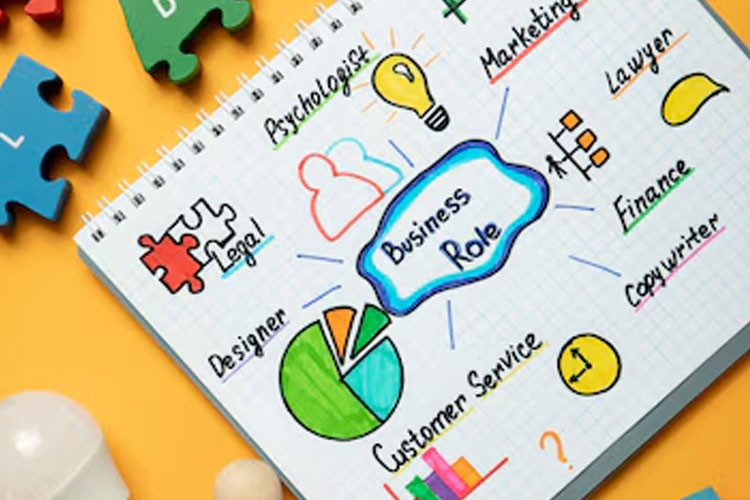 D
L
Psychologist
Marketing
Lawyer
Legal
Business
Role
Finance
Copywriter
Designer
Customer Service
?